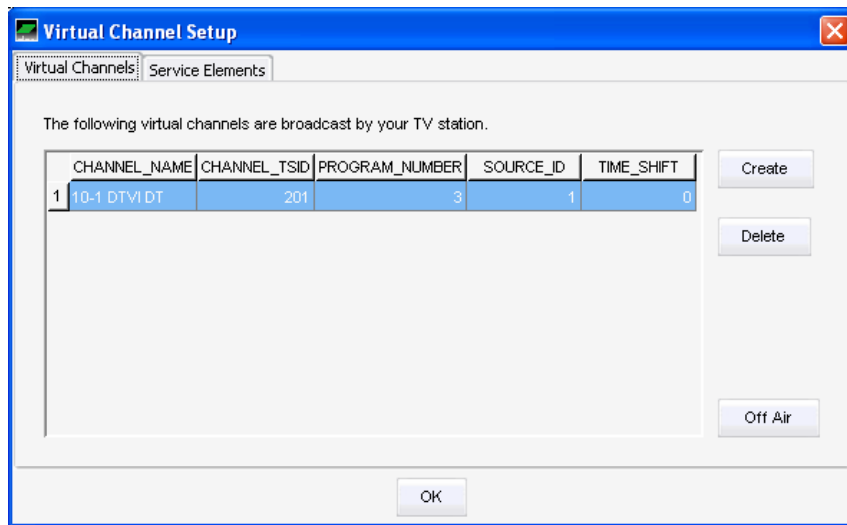 Virtual Channel Setup
Virtual Channels Service Elements
The following virtual channels are broadcast by your TV station.
CHANNEL_NAME CHANNEL_TSID PROGRAM_NUMBER SOURCE_ID TIME_SHIFT
1 10-1 DTVI DT 201 3 1 0
Create
Delete
Off Air
OK